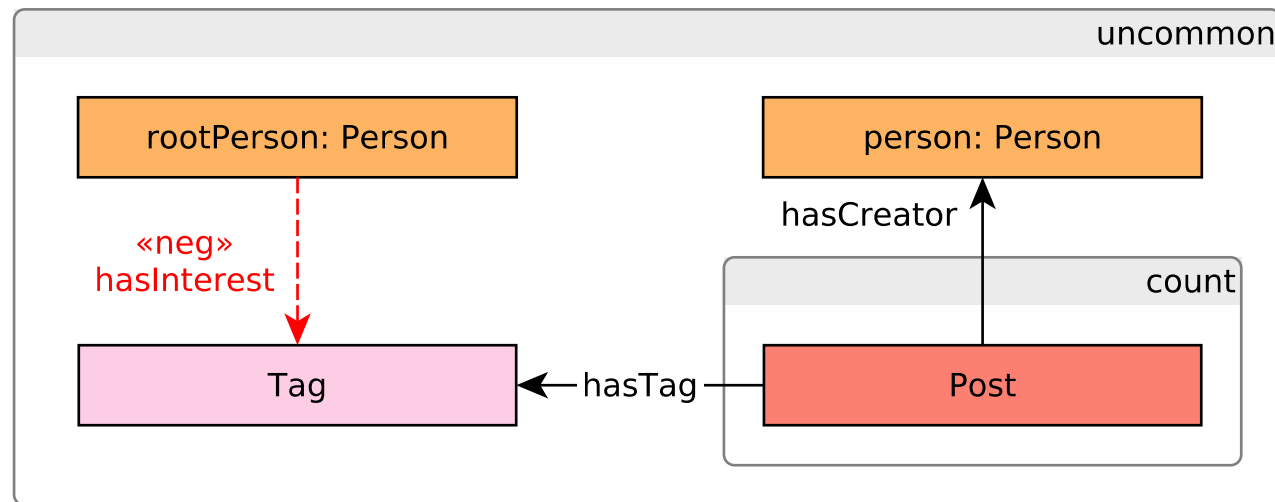 uncommon
rootPerson: Person
person: Person
hasCreator
«neg»
hasInterest
count
Tag
hasTag
Post